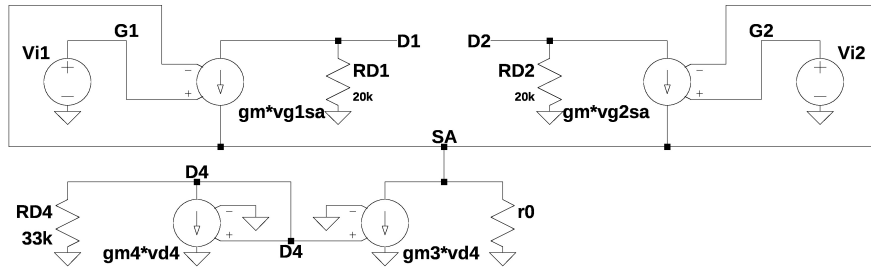 G1
D1
D2
G2
Vi1
RD1
20k
RD2
20k
Vi2
gm*vg1sa
gm*vg2sa
SA
D4
RD4
33k
r0
gm4*vd4
D4
gm3*vd4